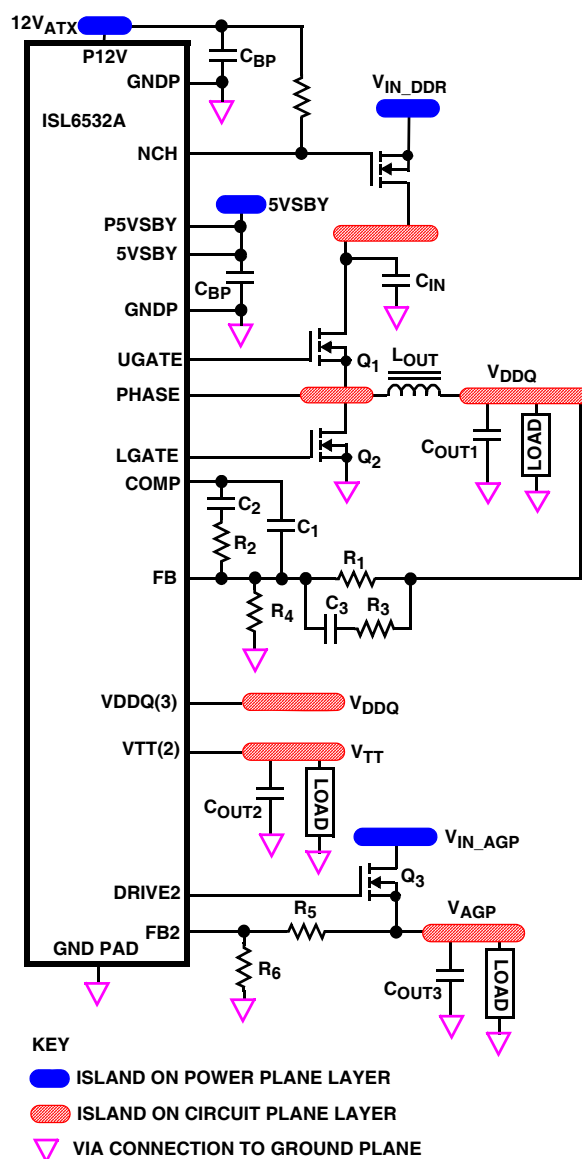 12VATX
P12V
CBP
GNDP
VIN_DDR
ISL6532A
NCH
5VSBY
P5VSBY
5VSBY
CBP
CIN
GNDP
Q1
LOUT
UGATE
VDDQ
PHASE
COUT1
LOAD
LGATE
Q2
COMP
C2
C1
R2
R1
FB
C3
R3
R4
VDDQ(3)
VDDQ
VTT(2)
VTT
COUT2
LOAD
VIN_AGP
Q3
DRIVE2
R5
VAGP
FB2
GND PAD
R6
COUT3
LOAD
KEY
ISLAND ON POWER PLANE LAYER
ISLAND ON CIRCUIT PLANE LAYER
VIA CONNECTION TO GROUND PLANE